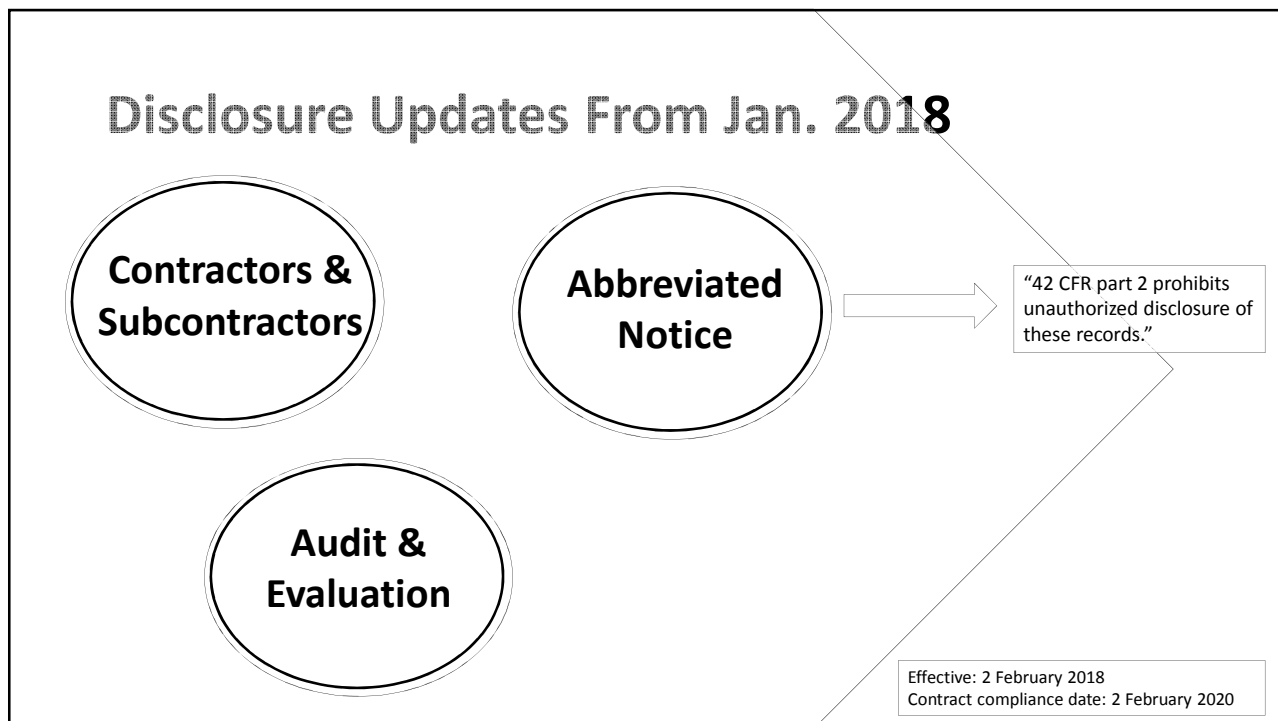 Disclosure Updates From Jan. 2018
Contractors &
Subcontractors
Abbreviated
Notice
“42 CFR part 2 prohibits
unauthorized disclosure of
these records.”
Audit &
Evaluation
Effective: 2 February 2018
Contract compliance date: 2 February 2020